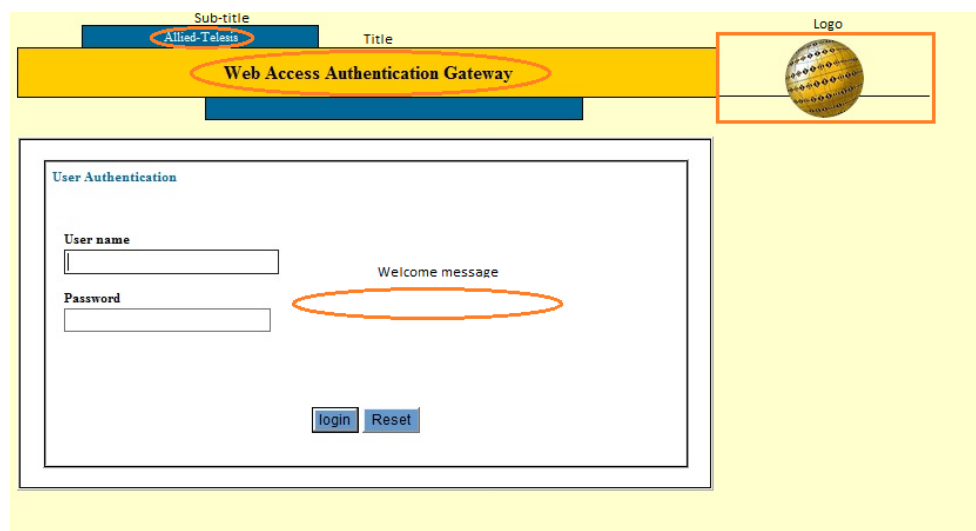 Sub-title
Logo
Allied-Telesis
Title
Web Access Authentication Gateway
User Authentication
User name
Welcome message
Password
login Reset